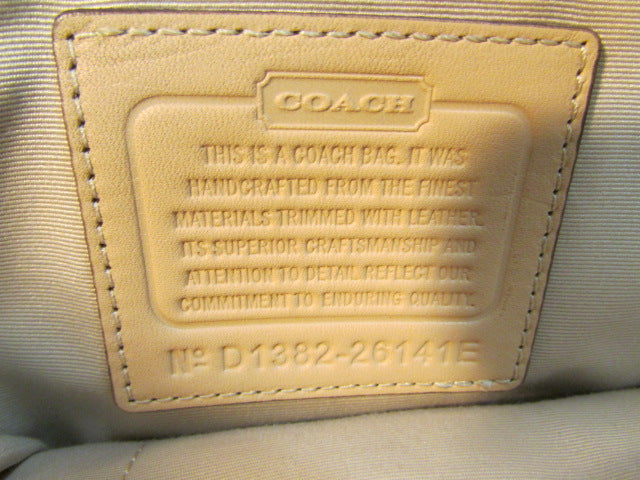 COACH
THIS IS A COACH BAG. IT WAS
HANDCRAFTED FROM THE FINEST
MATERIALS TRIMMED WITH LEATHER.
ITS SUPERIOR CRAFTSMANSHIP AND
ATTENTION TO DETAIL REFLECT OUR
COMMITMENT TO ENDURING QUALITY.
Nº D1382-26141E